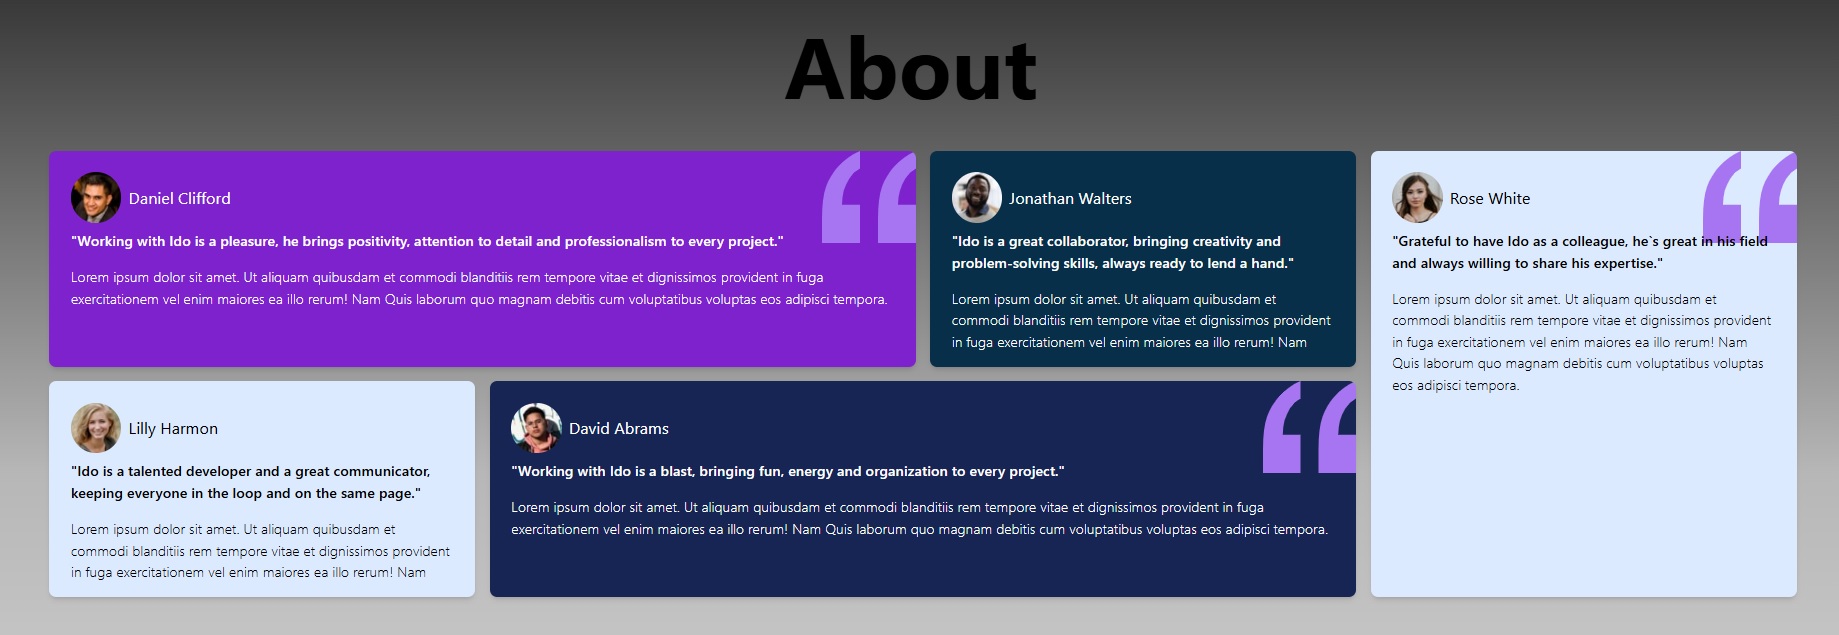 About
Daniel Clifford
"Working with Ido is a pleasure, he brings positivity, attention to detail and professionalism to every project."
Lorem ipsum dolor sit amet. Ut aliquam quibusdam et commodi blanditiis rem tempore vitae et dignissimos provident in fuga
exercitationem vel enim maiores ea illo rerum! Nam Quis laborum quo magnam debitis cum voluptatibus voluptas eos adipisci tempora.
Jonathan Walters
"Ido is a great collaborator, bringing creativity and
problem-solving skills, always ready to lend a hand."
Lorem ipsum dolor sit amet. Ut aliquam quibusdam et
commodi blanditiis rem tempore vitae et dignissimos provident
in fuga exercitationem vel enim maiores ea illo rerum! Nam
Rose White
"Grateful to have Ido as a colleague, he`s great in his field
and always willing to share his expertise."
Lorem ipsum dolor sit amet. Ut aliquam quibusdam et
commodi blanditiis rem tempore vitae et dignissimos provident
in fuga exercitationem vel enim maiores ea illo rerum! Nam
Quis laborum quo magnam debitis cum voluptatibus voluptas
eos adipisci tempora.
Lilly Harmon
"Ido is a talented developer and a great communicator,
keeping everyone in the loop and on the same page."
Lorem ipsum dolor sit amet. Ut aliquam quibusdam et
commodi blanditiis rem tempore vitae et dignissimos provident
in fuga exercitationem vel enim maiores ea illo rerum! Nam
David Abrams
"Working with Ido is a blast, bringing fun, energy and organization to every project."
Lorem ipsum dolor sit amet. Ut aliquam quibusdam et commodi blanditiis rem tempore vitae et dignissimos provident in fuga
exercitationem vel enim maiores ea illo rerum! Nam Quis laborum quo magnam debitis cum voluptatibus voluptas eos adipisci tempora.